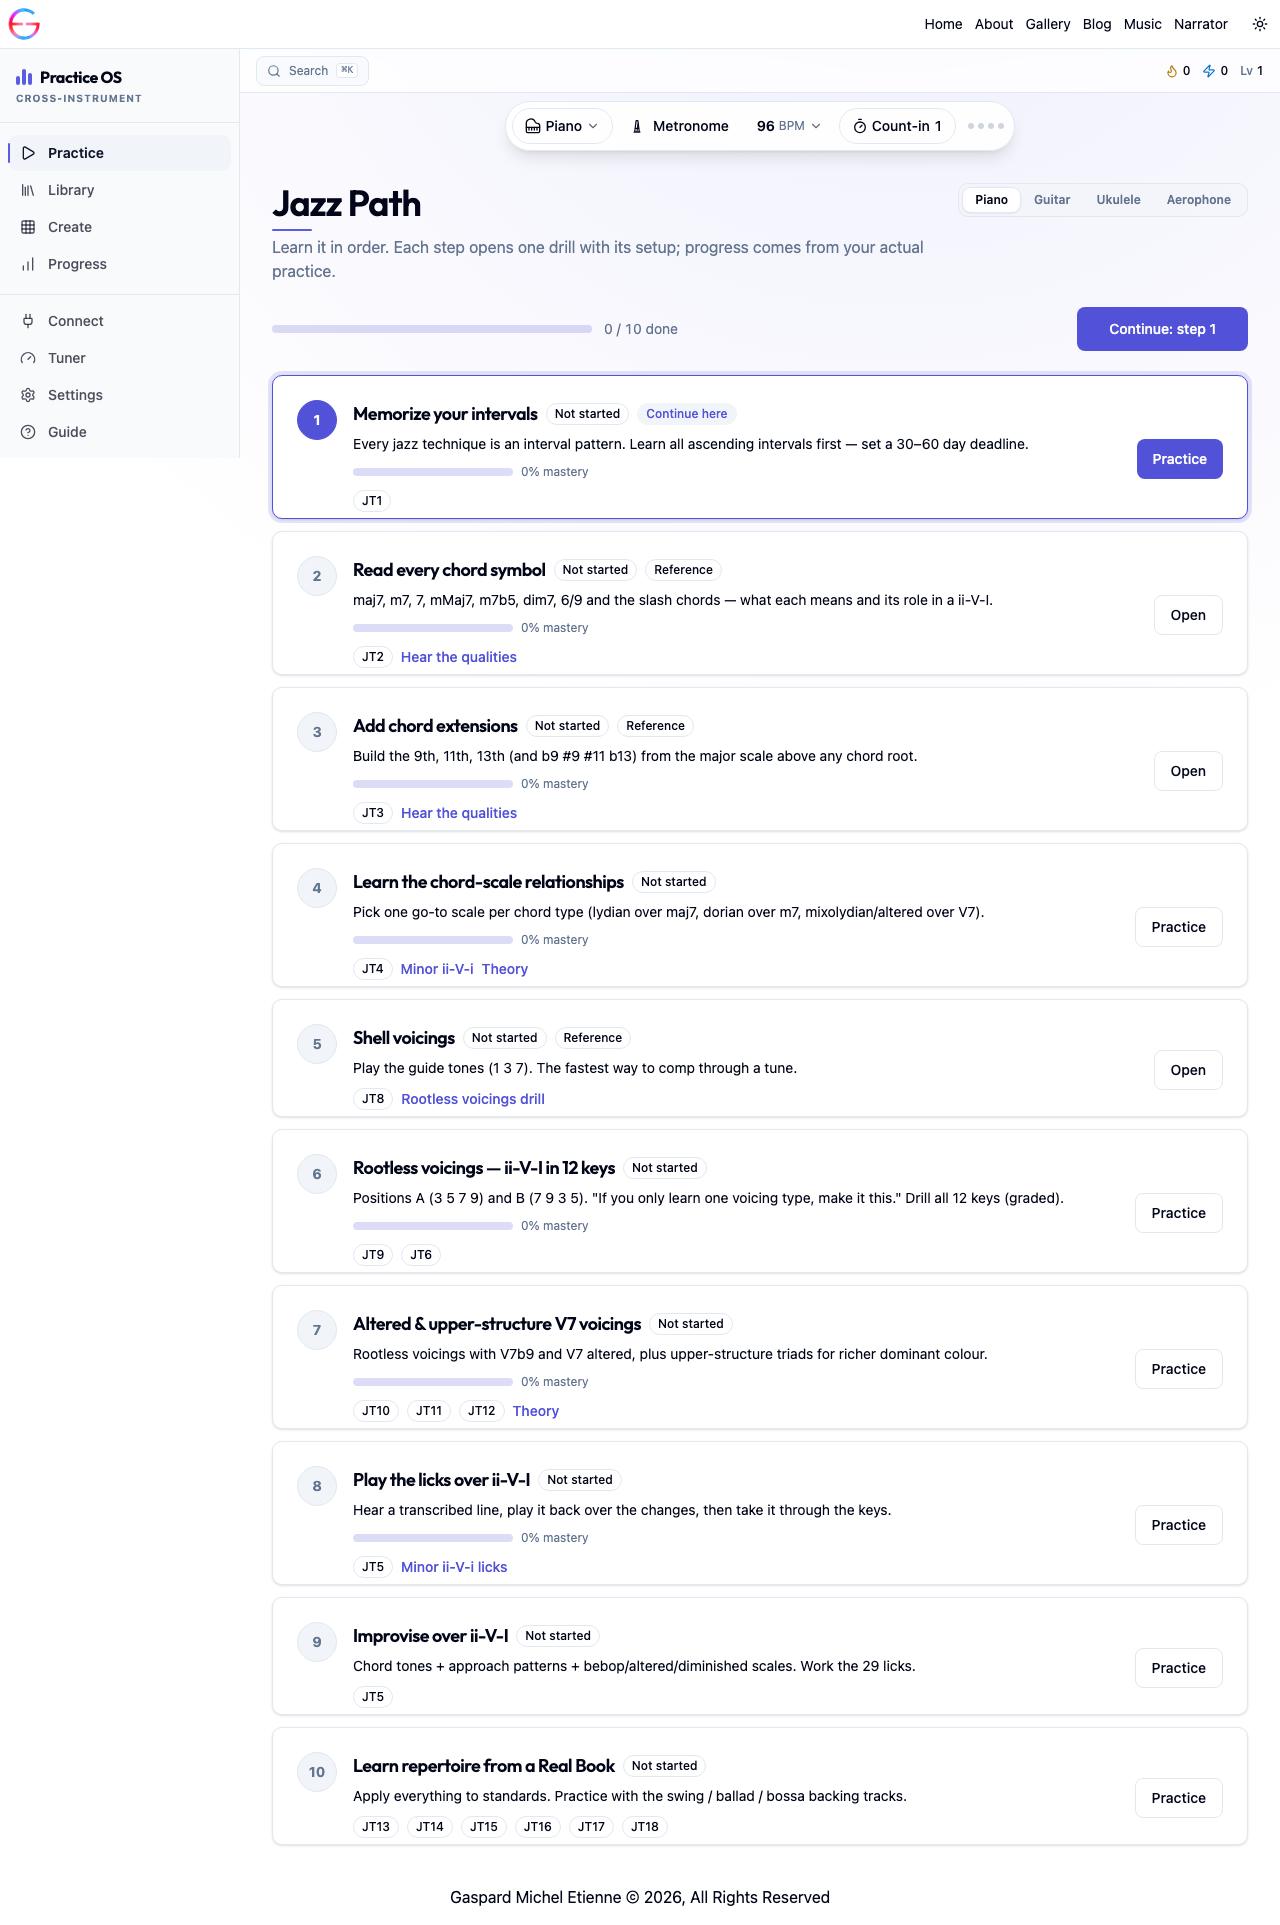 Home About Gallery Blog Music Narrator
Practice OS
CROSS-INSTRUMENT
Search ⌘K
0 0 Lv 1
Practice
Library
Create
Progress
Connect
Tuner
Settings
Guide
Piano Metronome 96 BPM Count-in 1
Jazz Path
Piano Guitar Ukulele Aerophone
Learn it in order. Each step opens one drill with its setup; progress comes from your actual
practice.
0 / 10 done
Continue: step 1
1 Memorize your intervals Not started Continue here
Every jazz technique is an interval pattern. Learn all ascending intervals first — set a 30–60 day deadline.
Practice
0% mastery
JT1
2 Read every chord symbol Not started Reference
maj7, m7, 7, mMaj7, m7b5, dim7, 6/9 and the slash chords — what each means and its role in a ii-V-I.
Open
0% mastery
JT2 Hear the qualities
3 Add chord extensions Not started Reference
Build the 9th, 11th, 13th (and b9 #9 #11 b13) from the major scale above any chord root.
Open
0% mastery
JT3 Hear the qualities
4 Learn the chord-scale relationships Not started
Pick one go-to scale per chord type (lydian over maj7, dorian over m7, mixolydian/altered over V7).
Practice
0% mastery
JT4 Minor ii-V-i Theory
5 Shell voicings Not started Reference
Play the guide tones (1 3 7). The fastest way to comp through a tune.
Open
JT8 Rootless voicings drill
6 Rootless voicings — ii-V-I in 12 keys Not started
Positions A (3 5 7 9) and B (7 9 3 5). "If you only learn one voicing type, make it this." Drill all 12 keys (graded).
Practice
0% mastery
JT9 JT6
7 Altered & upper-structure V7 voicings Not started
Rootless voicings with V7b9 and V7 altered, plus upper-structure triads for richer dominant colour.
Practice
0% mastery
JT10 JT11 JT12 Theory
8 Play the licks over ii-V-I Not started
Hear a transcribed line, play it back over the changes, then take it through the keys.
Practice
0% mastery
JT5 Minor ii-V-i licks
9 Improvise over ii-V-I Not started
Chord tones + approach patterns + bebop/altered/diminished scales. Work the 29 licks.
Practice
JT5
10 Learn repertoire from a Real Book Not started
Apply everything to standards. Practice with the swing / ballad / bossa backing tracks.
Practice
JT13 JT14 JT15 JT16 JT17 JT18
Gaspard Michel Etienne © 2026, All Rights Reserved